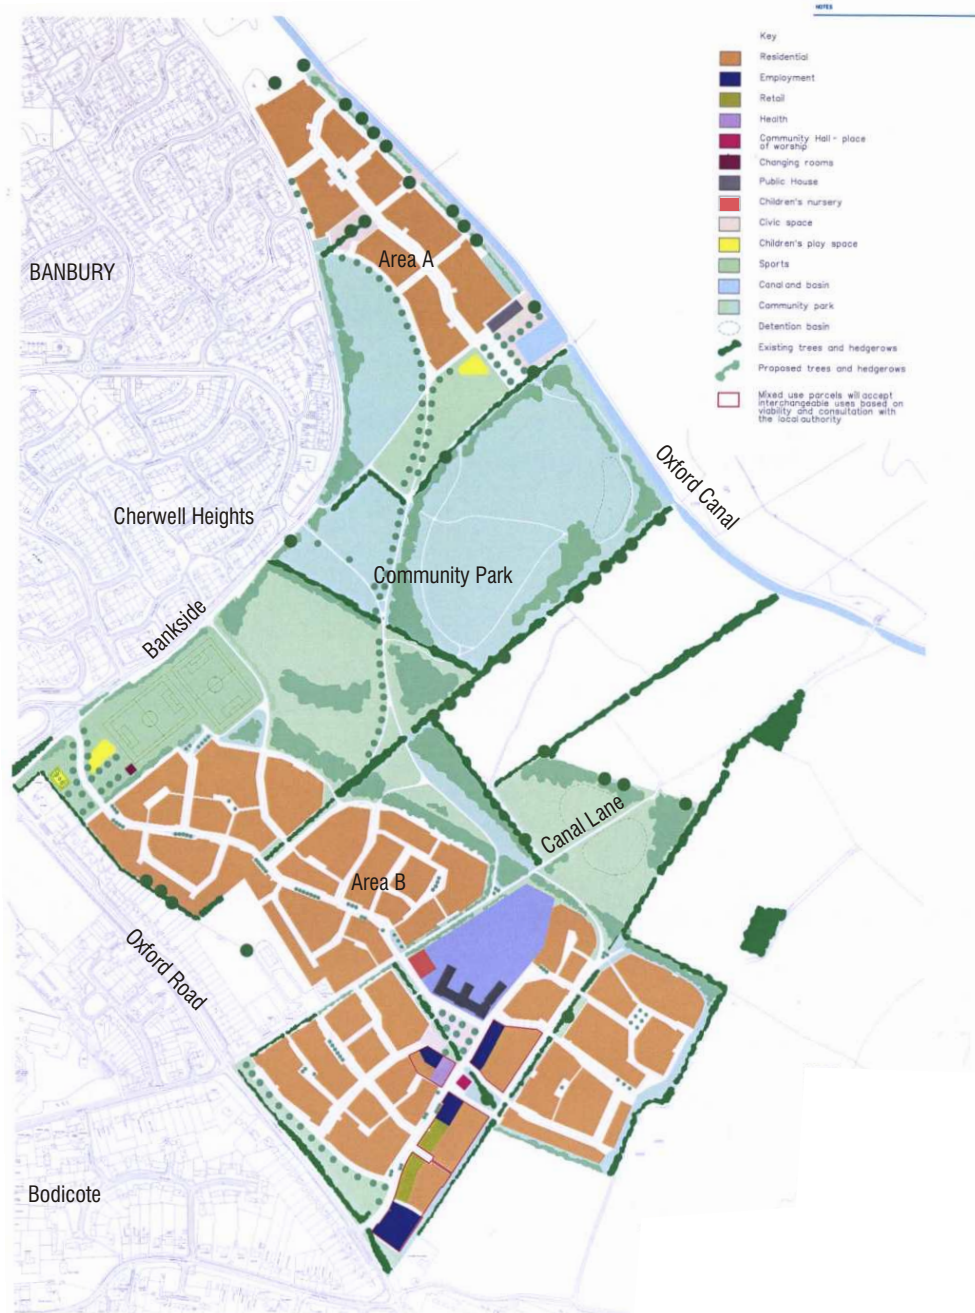 NOTES
Key
Residential
Employment
Retail
Health
Community Hall - place
of worship
Changing rooms
Public House
Children's nursery
Civic space
Children's play space
Sports
Canal and basin
Community park
Detention basin
Existing trees and hedgerows
Proposed trees and hedgerows
Mixed use parcels will accept
interchangeable uses based on
viability and consultation with
the local authority
BANBURY
Area A
Oxford Canal
Cherwell Heights
Community Park
Bankside
Canal Lane
Area B
Oxford Road
Bodicote